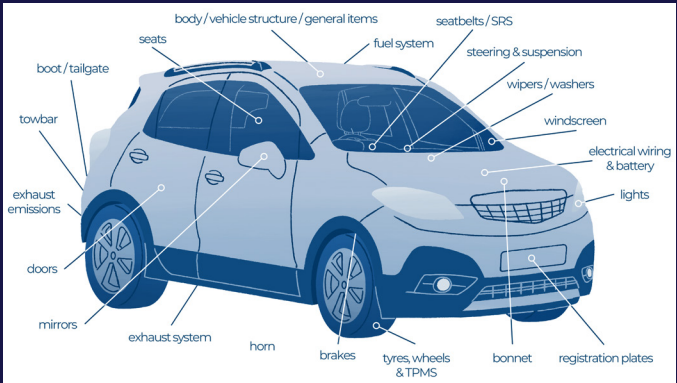 body / vehicle structure / general items
seatbelts / SRS
seats
fuel system
steering & suspension
boot / tailgate
wipers / washers
towbar
windscreen
electrical wiring
& battery
exhaust
emissions
lights
doors
mirrors
exhaust system
horn
brakes
tyres, wheels
& TPMS
bonnet
registration plates